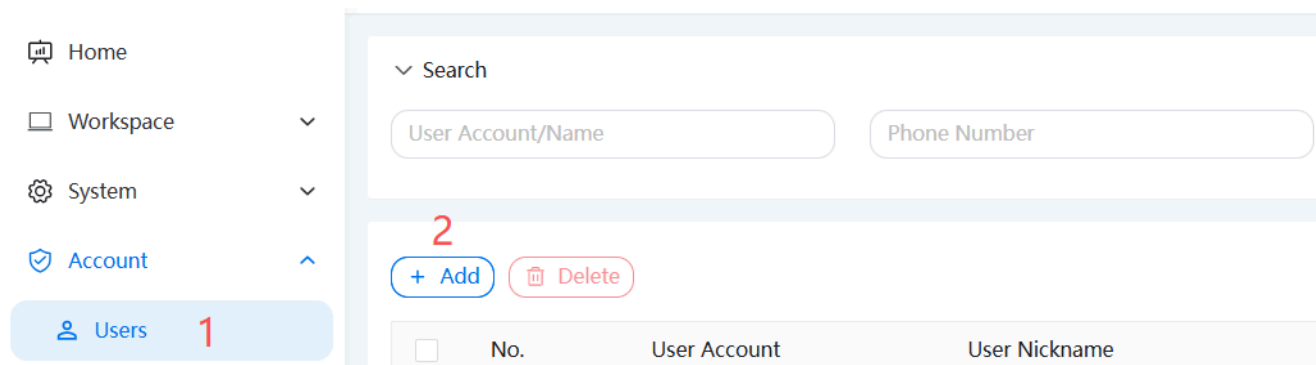 Home
Workspace
System
Account
Users 1
Search
User Account/Name Phone Number
2
+ Add Delete
No. User Account User Nickname